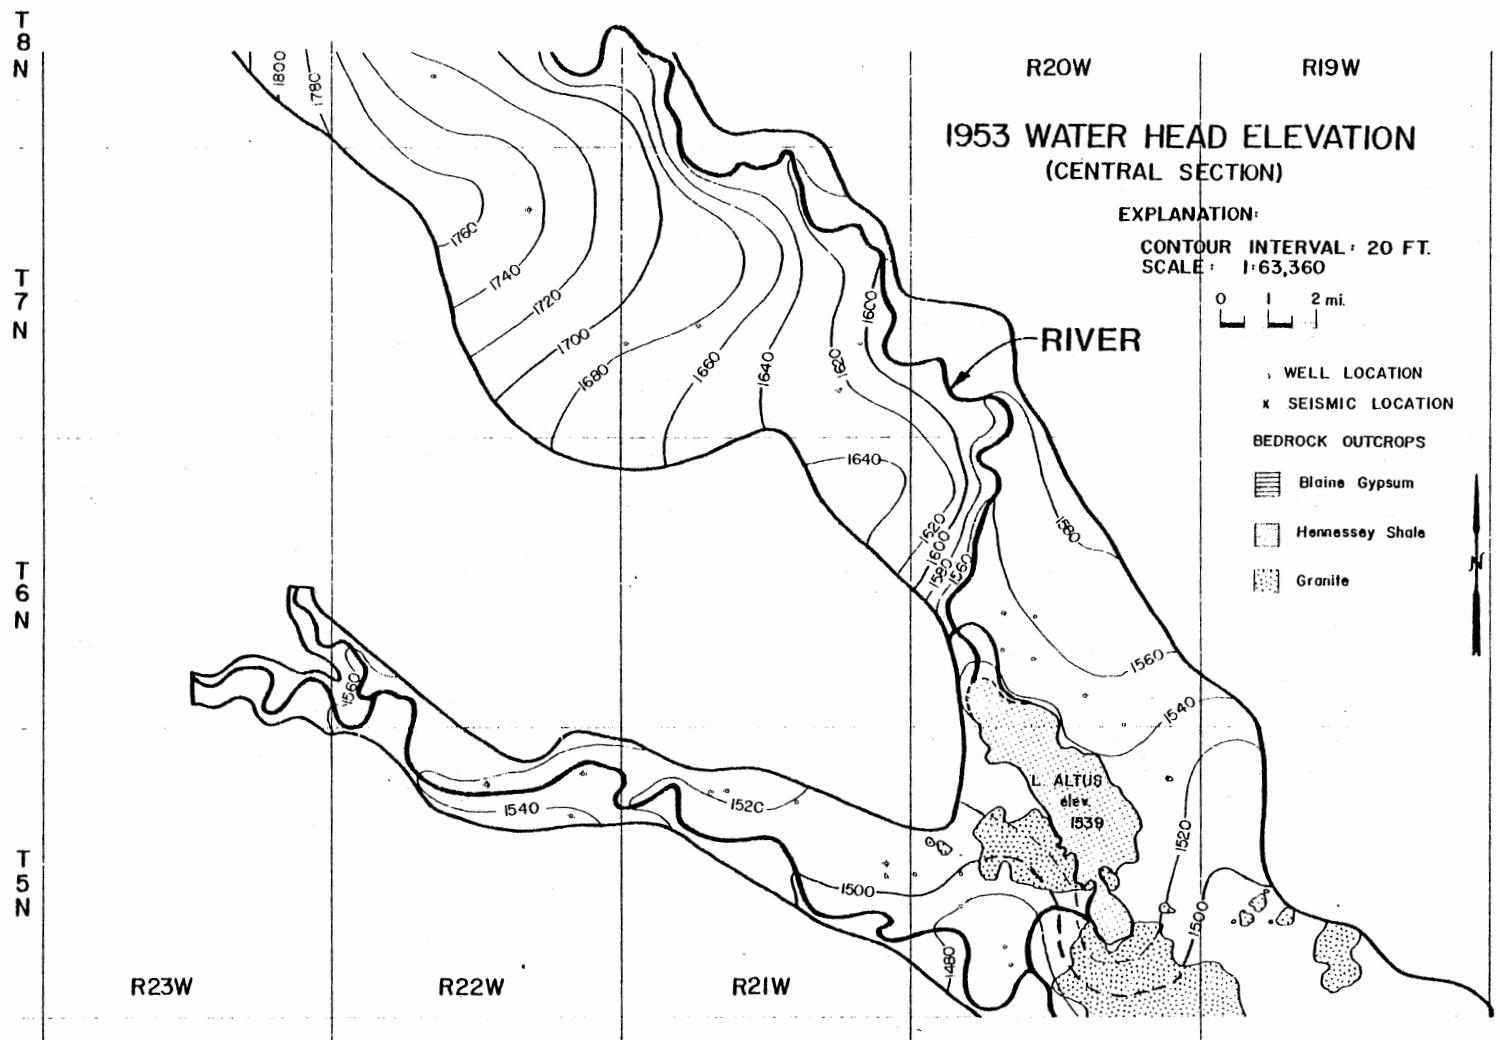 T
8
N
R20W
R19W
1953 WATER HEAD ELEVATION
(CENTRAL SECTION)
EXPLANATION:
CONTOUR INTERVAL: 20 FT.
SCALE: 1:63,360
0 1 2 mi.
RIVER
WELL LOCATION
x SEISMIC LOCATION
BEDROCK OUTCROPS
Blaine Gypsum
Hennessey Shale
Granite
N
1800
1780
1760
1740
1720
1700
1680
1660
1640
1620
1600
T
7
N
1640
1620
1600
1580
1560
1580
1560
1540
T
6
N
1560
1540
1520
1500
1480
L. ALTUS
elev.
1539
1520
1500
T
5
N
R23W
R22W
R21W